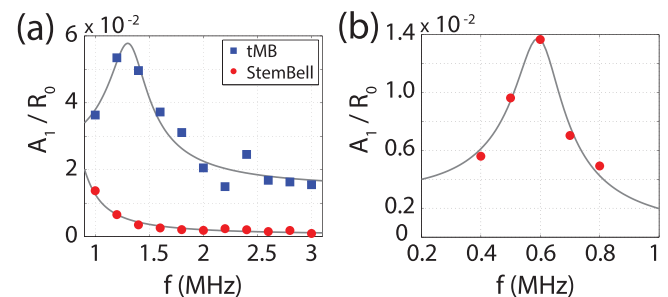 (a)
x 10⁻²
6
4
2
0
A₁ / R₀
tMB
StemBell
1
1.5
2
2.5
3
f (MHz)
(b)
x 10⁻²
1.4
1.0
0.6
0.2
0
A₁ / R₀
0.2
0.4
0.6
0.8
1
f (MHz)